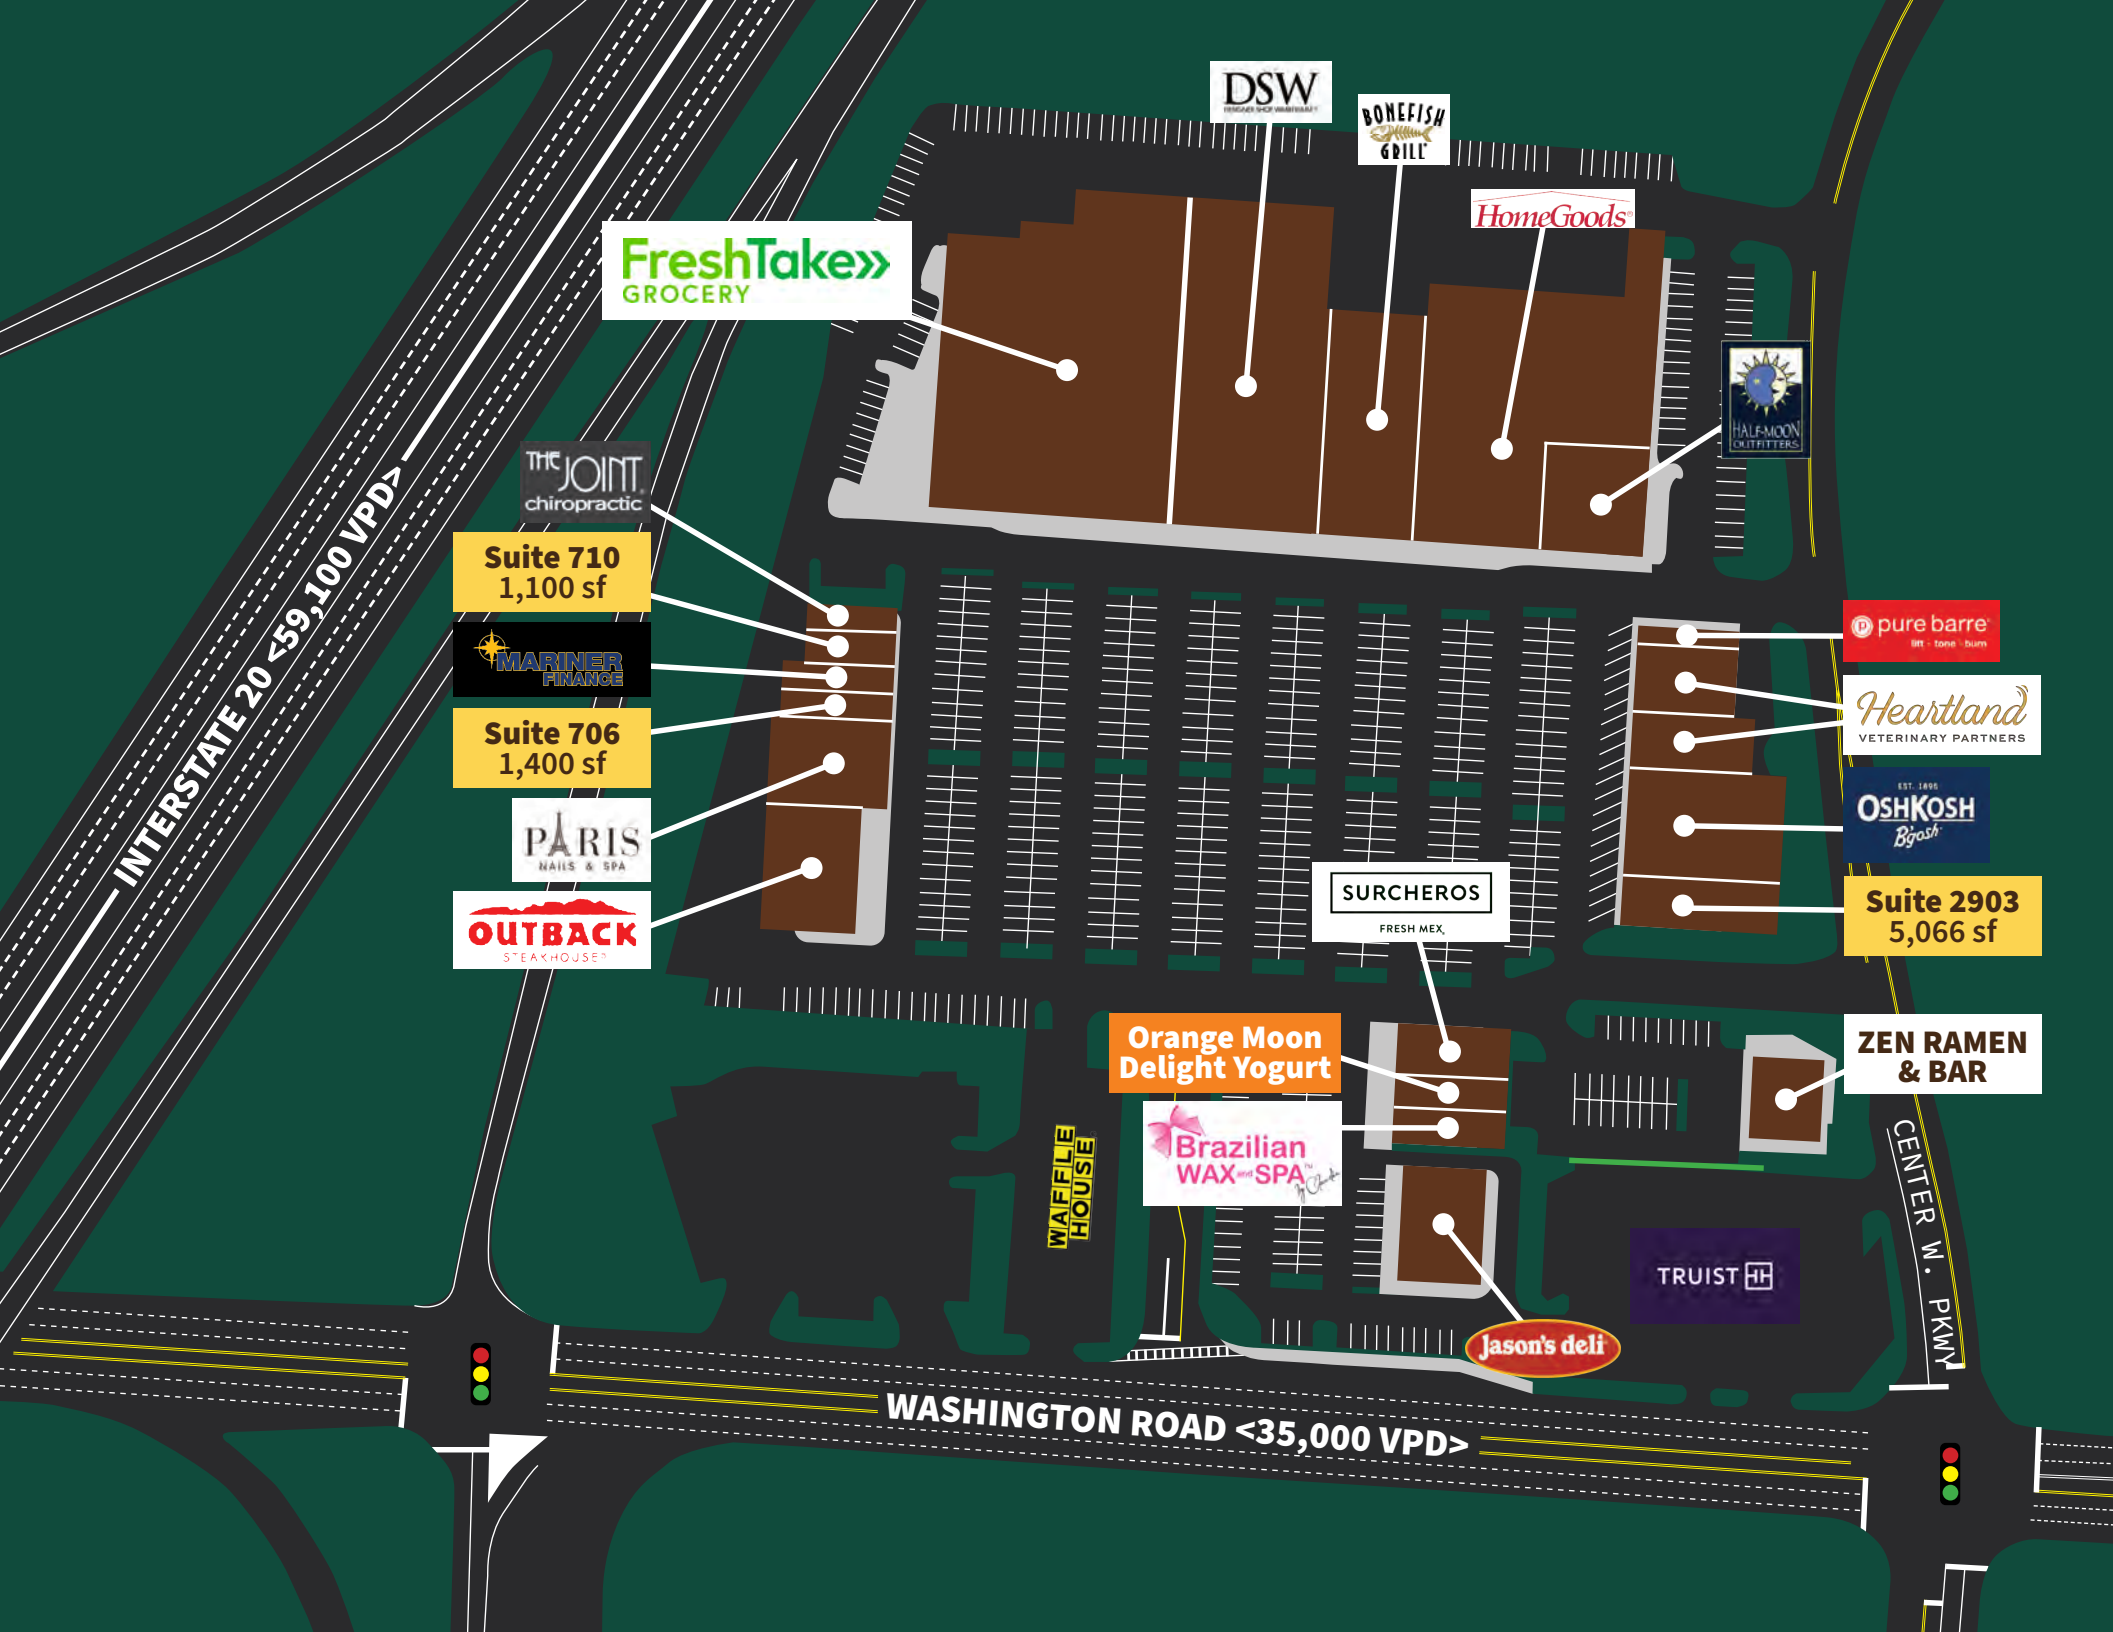 DSW
BONEFISH
GRILL
HomeGoods
FreshTake»
GROCERY
HALF-MOON
OUTFITTERS
THE JOINT
chiropractic
Suite 710
1,100 sf
MARINER
FINANCE
Suite 706
1,400 sf
PARIS
NAILS & SPA
OUTBACK
STEAKHOUSE
INTERSTATE 20 <59,100 VPD>
pure barre
lift · tone · burn
Heartland
VETERINARY PARTNERS
EST. 1895
OSHKOSH
B'gosh
Suite 2903
5,066 sf
SURCHEROS
FRESH MEX
Orange Moon
Delight Yogurt
ZEN RAMEN
& BAR
Brazilian
WAX and SPA
WAFFLE
HOUSE
TRUIST
Jason's deli
CENTER W. PKWY
WASHINGTON ROAD <35,000 VPD>